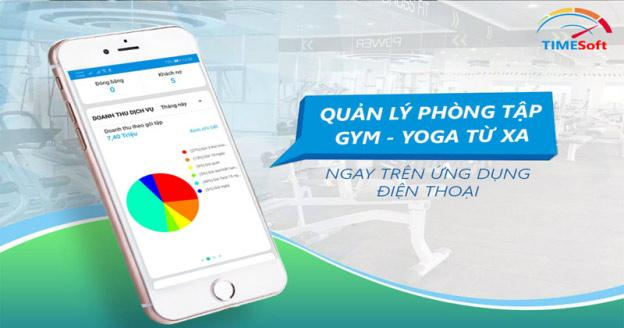 TIMESoft
Đóng băng
0
Khách nợ
5
DOANH THU DỊCH VỤ
Tháng này
Doanh thu theo gói tập
7,40 Triệu
Xem chi tiết
POWER
QUẢN LÝ PHÒNG TẬP
GYM - YOGA TỪ XA
NGAY TRÊN ỨNG DỤNG
ĐIỆN THOẠI